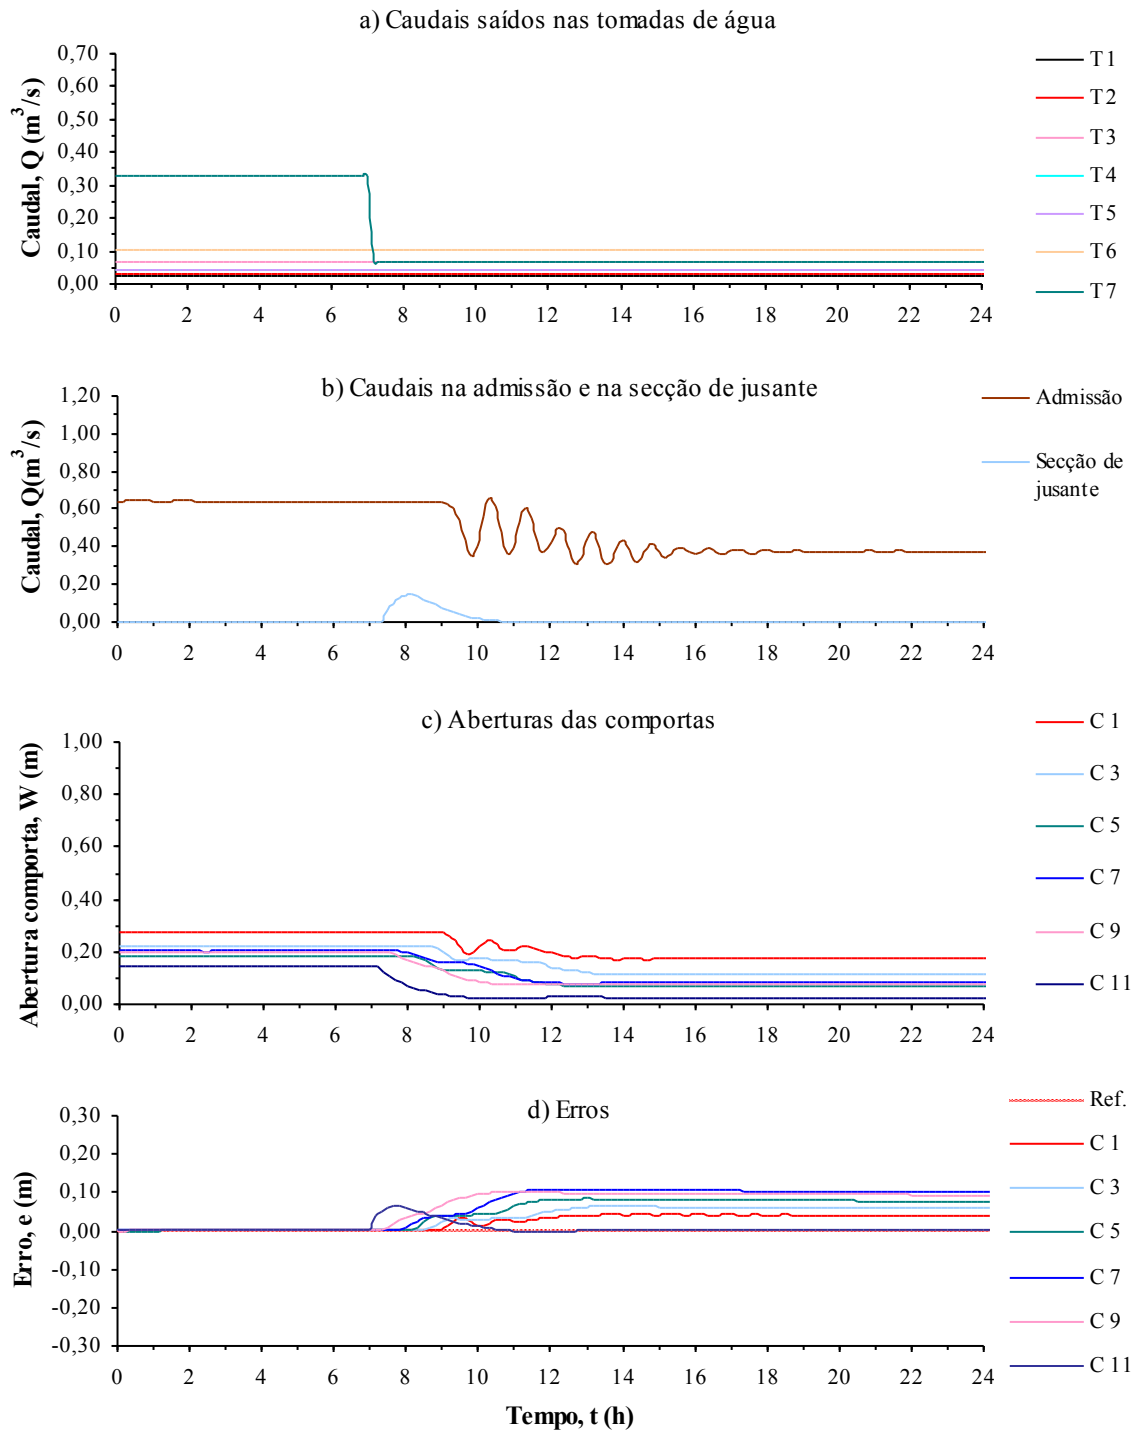 a) Caudais saídos nas tomadas de água
Caudal, Q (m³/s)
0,70
0,60
0,50
0,40
0,30
0,20
0,10
0,00
0 2 4 6 8 10 12 14 16 18 20 22 24
T1
T2
T3
T4
T5
T6
T7
b) Caudais na admissão e na secção de jusante
Caudal, Q(m³/s)
1,20
1,00
0,80
0,60
0,40
0,20
0,00
0 2 4 6 8 10 12 14 16 18 20 22 24
Admissão
Secção de
jusante
c) Aberturas das comportas
Abertura comporta, W (m)
1,00
0,80
0,60
0,40
0,20
0,00
0 2 4 6 8 10 12 14 16 18 20 22 24
C 1
C 3
C 5
C 7
C 9
C 11
d) Erros
Erro, e (m)
0,30
0,20
0,10
0,00
-0,10
-0,20
-0,30
0 2 4 6 8 10 12 14 16 18 20 22 24
Tempo, t (h)
Ref.
C 1
C 3
C 5
C 7
C 9
C 11